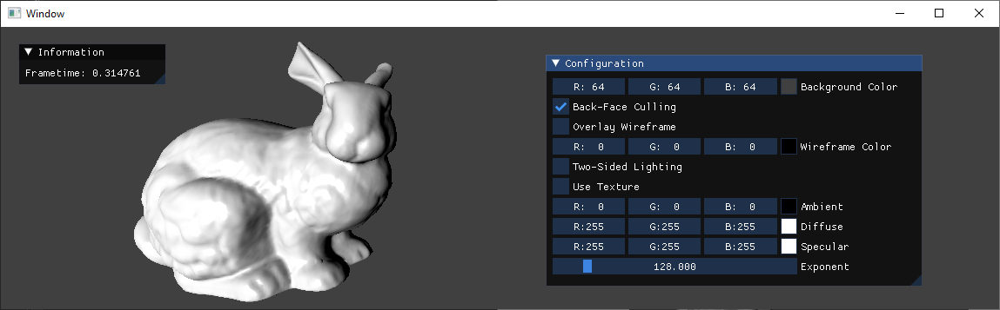 Window
Information
Frametime: 0.314761
Configuration
R: 64 G: 64 B: 64 Background Color
Back-Face Culling
Overlay Wireframe
R: 0 G: 0 B: 0 Wireframe Color
Two-Sided Lighting
Use Texture
R: 0 G: 0 B: 0 Ambient
R:255 G:255 B:255 Diffuse
R:255 G:255 B:255 Specular
128.000 Exponent